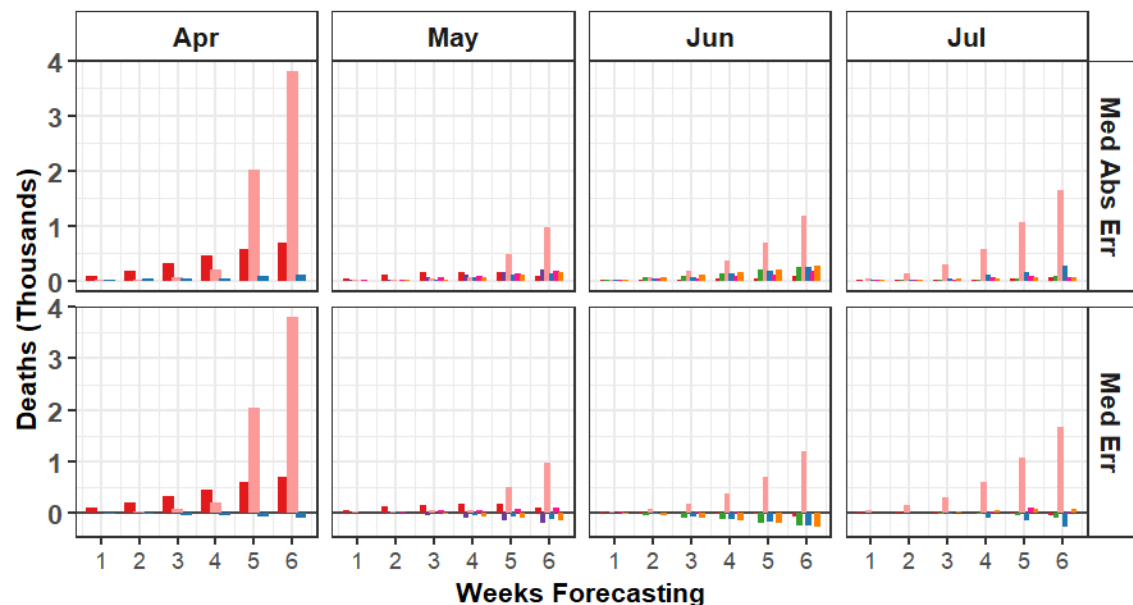 Apr May Jun Jul
4
3
2
1
0
Med Abs Err
Deaths (Thousands)
4
3
2
1
0
Med Err
1 2 3 4 5 6 1 2 3 4 5 6 1 2 3 4 5 6 1 2 3 4 5 6
Weeks Forecasting